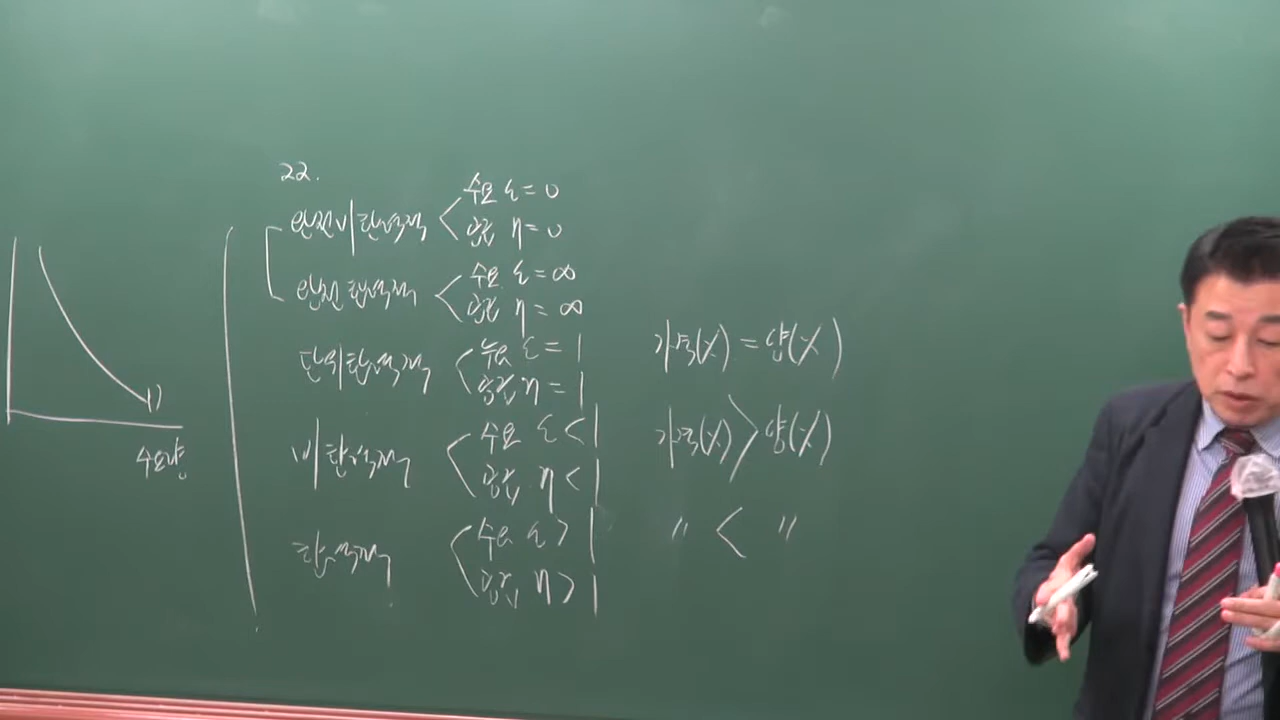 22.
완전비탄력적 수요 ε = 0
공급 η = 0
완전탄력적 수요 ε = ∞
공급 η = ∞
단위탄력적 수요 ε = 1
공급 η = 1
가격(%) = 양(%)
비탄력적 수요 ε < 1
공급 η < 1
가격(%) > 양(%)
탄력적 수요 ε > 1
공급 η > 1
〃 < 〃
D
수요량